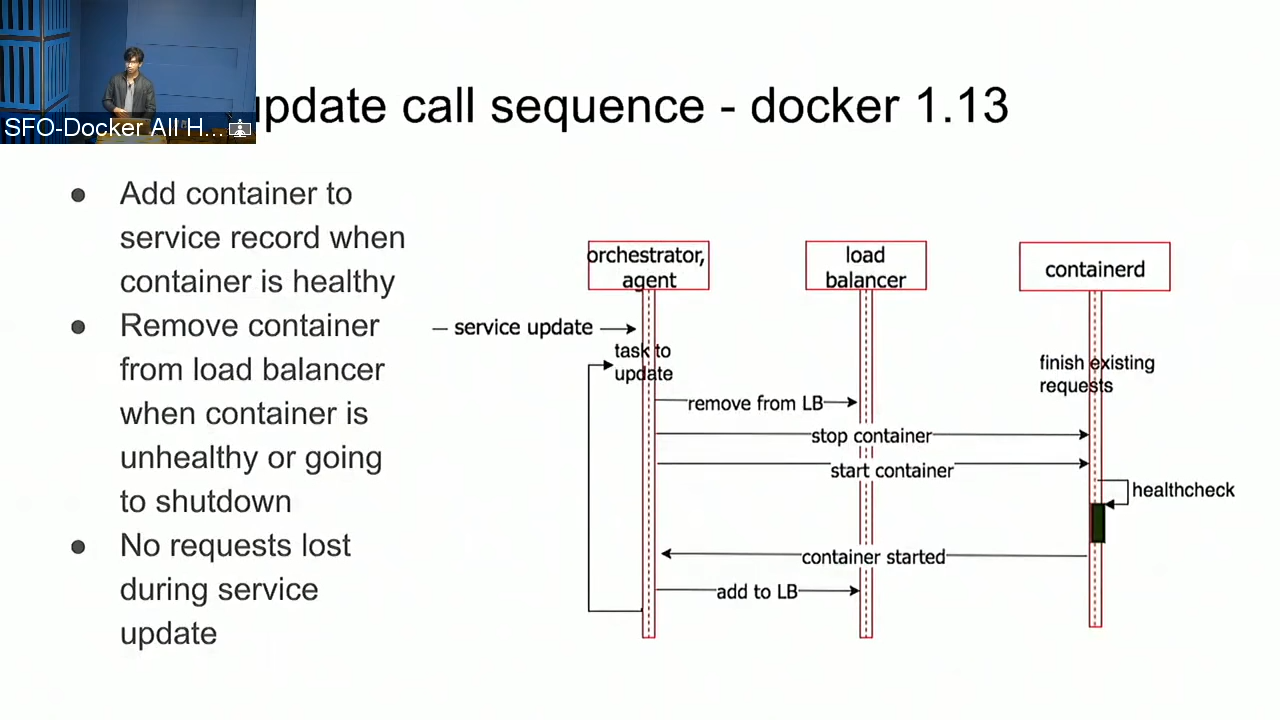 SFO-Docker All H...
update call sequence - docker 1.13
● Add container to
service record when
container is healthy
● Remove container
from load balancer
when container is
unhealthy or going
to shutdown
● No requests lost
during service
update
orchestrator,
agent
load
balancer
containerd
service update
task to
update
finish existing
requests
remove from LB
stop container
start container
healthcheck
container started
add to LB